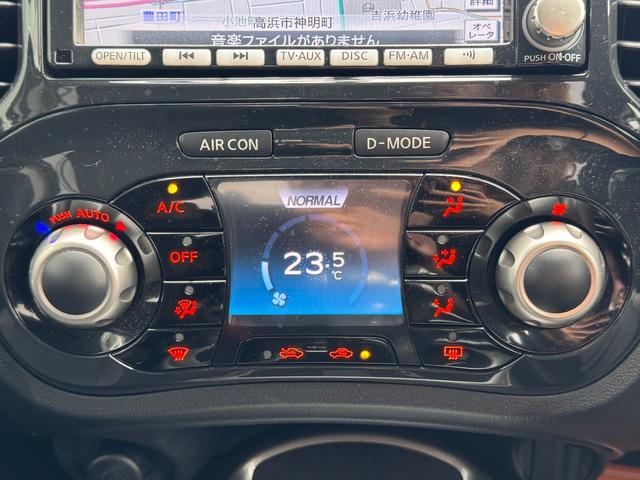 豊田町
小池町
高浜市神明町
吉浜幼稚園
詳細
オペレータ
音楽ファイルがありません
OPEN/TILT
TV·AUX
DISC
FM·AM
PUSH ON·OFF
AIR CON
D-MODE
PUSH AUTO
A/C
OFF
NORMAL
23.5
℃